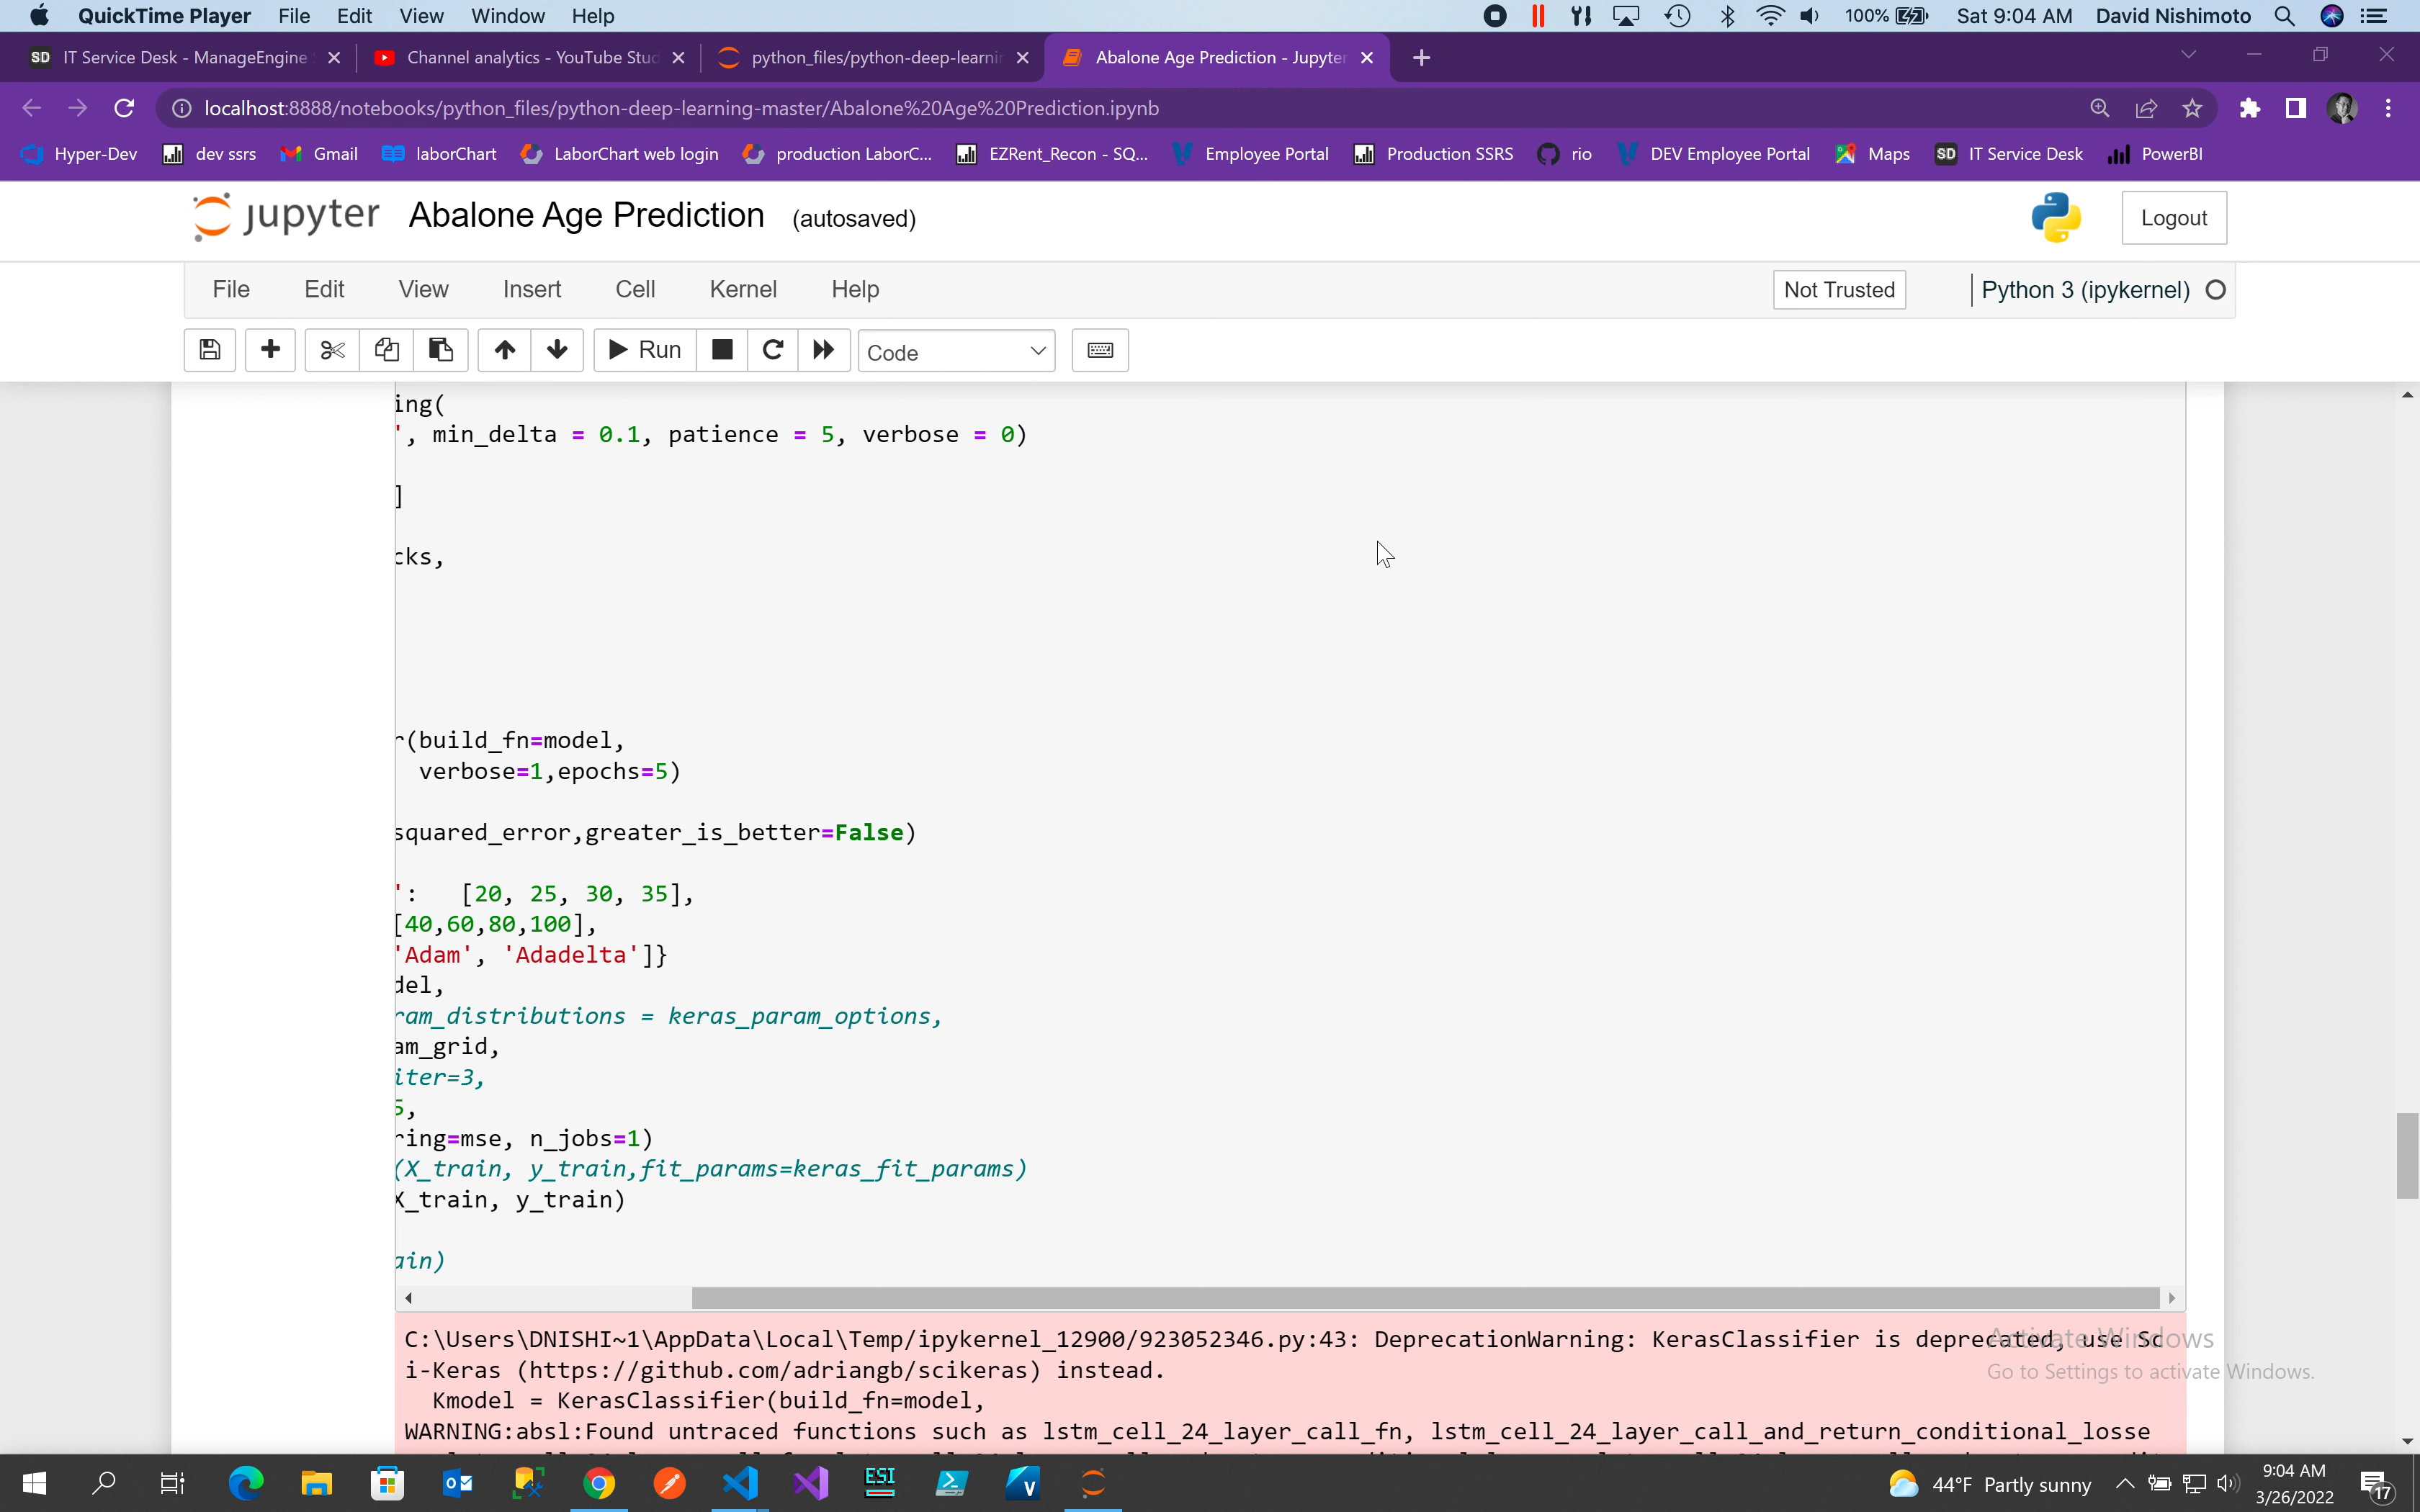 QuickTime Player File Edit View Window Help 100% Sat 9:04 AM David Nishimoto
SD IT Service Desk - ManageEngine Channel analytics - YouTube Stud python_files/python-deep-learnin Abalone Age Prediction - Jupyter
localhost:8888/notebooks/python_files/python-deep-learning-master/Abalone%20Age%20Prediction.ipynb
Hyper-Dev dev ssrs Gmail laborChart LaborChart web login production LaborC... EZRent_Recon - SQ... Employee Portal Production SSRS rio DEV Employee Portal Maps SD IT Service Desk PowerBI
jupyter Abalone Age Prediction (autosaved) Logout
File Edit View Insert Cell Kernel Help Not Trusted Python 3 (ipykernel)
Run Code
ing(
', min_delta = 0.1, patience = 5, verbose = 0)
]
cks,
r(build_fn=model,
verbose=1,epochs=5)
squared_error,greater_is_better=False)
': [20, 25, 30, 35],
[40,60,80,100],
'Adam', 'Adadelta']}
del,
ram_distributions = keras_param_options,
am_grid,
iter=3,
5,
ring=mse, n_jobs=1)
(X_train, y_train,fit_params=keras_fit_params)
X_train, y_train)
ain)
C:\Users\DNISHI~1\AppData\Local\Temp/ipykernel_12900/923052346.py:43: DeprecationWarning: KerasClassifier is deprecated, use Sc
i-Keras (https://github.com/adriangb/scikeras) instead.
Kmodel = KerasClassifier(build_fn=model,
WARNING:absl:Found untraced functions such as lstm_cell_24_layer_call_fn, lstm_cell_24_layer_call_and_return_conditional_losse
Activate Windows
Go to Settings to activate Windows.
ESI 44°F Partly sunny 9:04 AM
3/26/2022 17